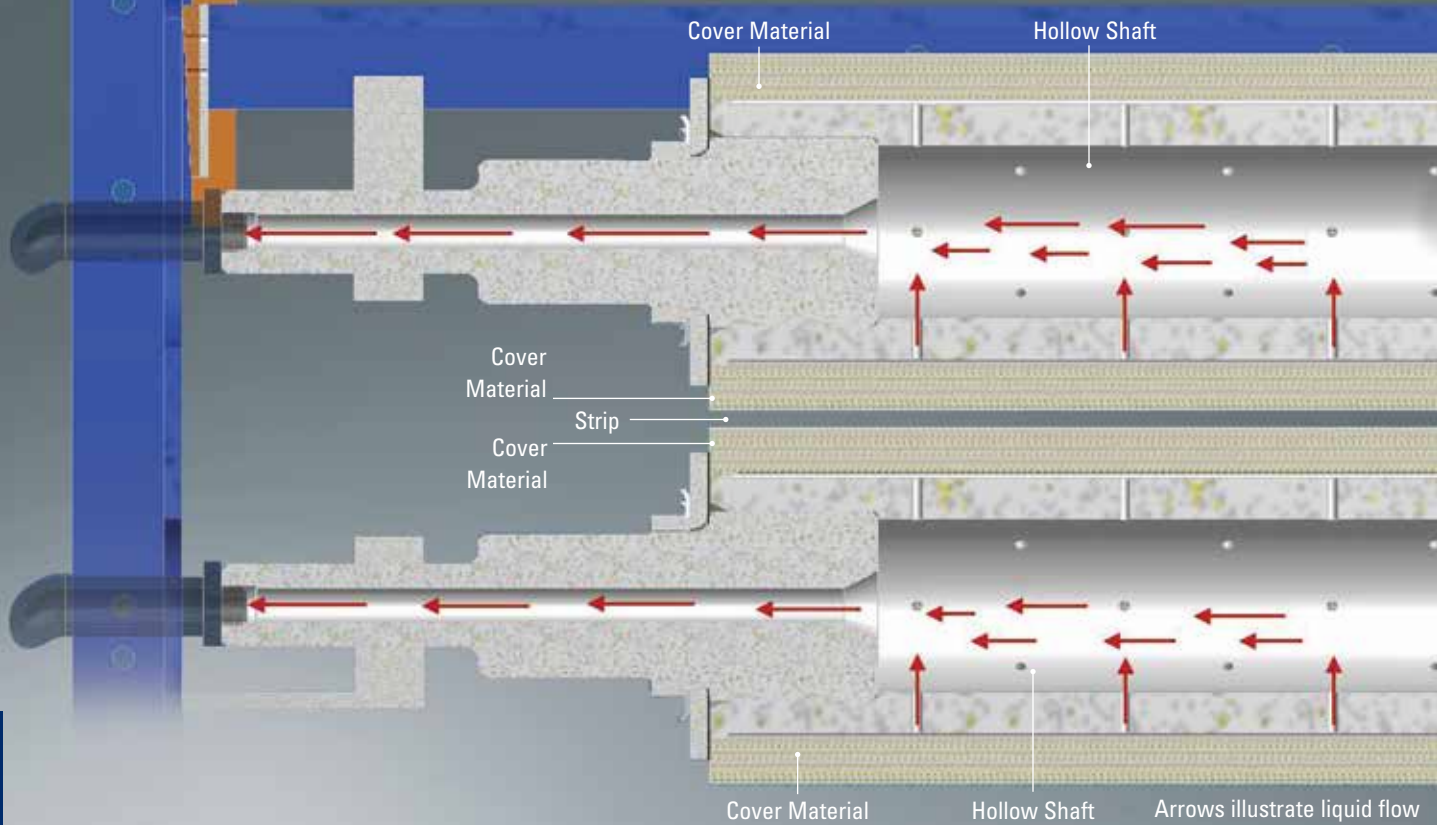 Cover Material
Hollow Shaft
Cover
Material
Strip
Cover
Material
Cover Material
Hollow Shaft
Arrows illustrate liquid flow